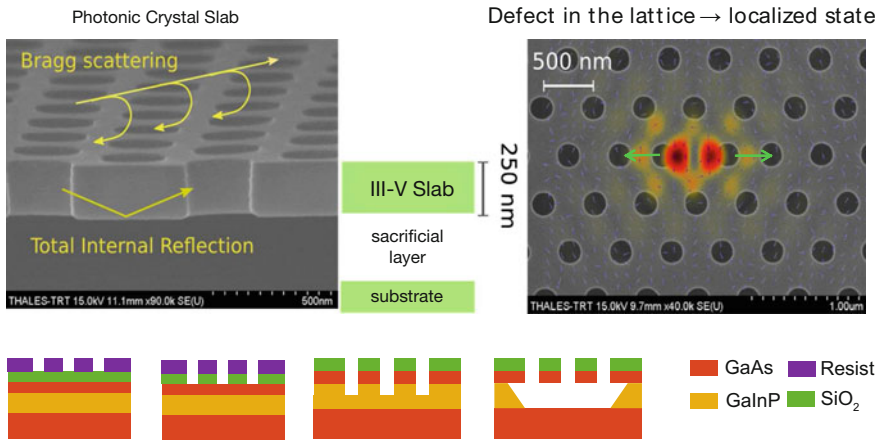 Photonic Crystal Slab
Defect in the lattice → localized state
Bragg scattering
Total Internal Reflection
THALES-TRT 15.0kV 11.1mm x90.0k SE(U)
500nm
III-V Slab
250 nm
sacrificial
layer
substrate
500 nm
THALES-TRT 15.0kV 9.7mm x40.0k SE(U)
1.00um
GaAs
Resist
GaInP
SiO2